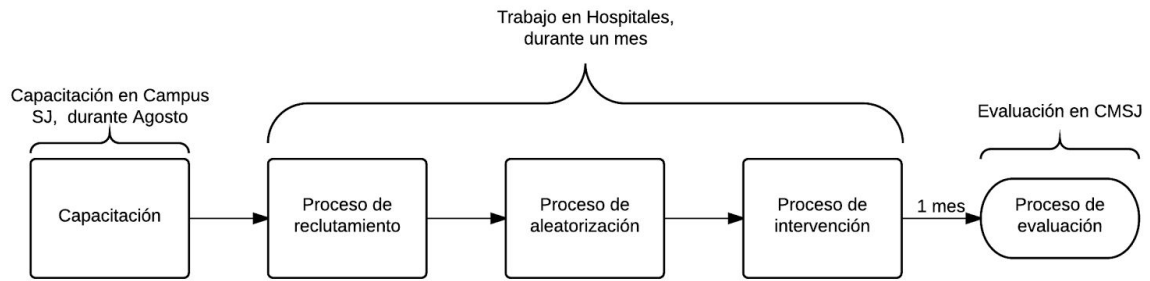 Trabajo en Hospitales,
durante un mes
Capacitación en Campus
SJ,  durante Agosto
Evaluación en CMSJ
Capacitación
Proceso de
reclutamiento
Proceso de
aleatorización
Proceso de
intervención
1 mes
Proceso de
evaluación